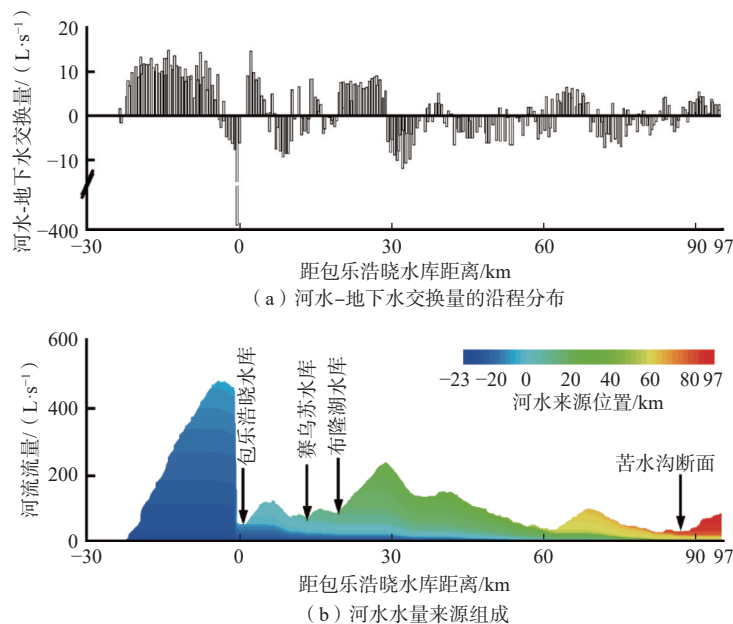 河水-地下水交换量/(L·s⁻¹)
20
10
0
−10
−400
−30 0 30 60 90 97
距包乐浩晓水库距离/km
(a)河水-地下水交换量的沿程分布
河流流量/(L·s⁻¹)
600
400
200
0
−23 −20 0 20 40 60 80 97
河水来源位置/km
包乐浩晓水库
赛乌苏水库
布隆湖水库
苦水沟断面
−30 0 30 60 90 97
距包乐浩晓水库距离/km
(b)河水水量来源组成